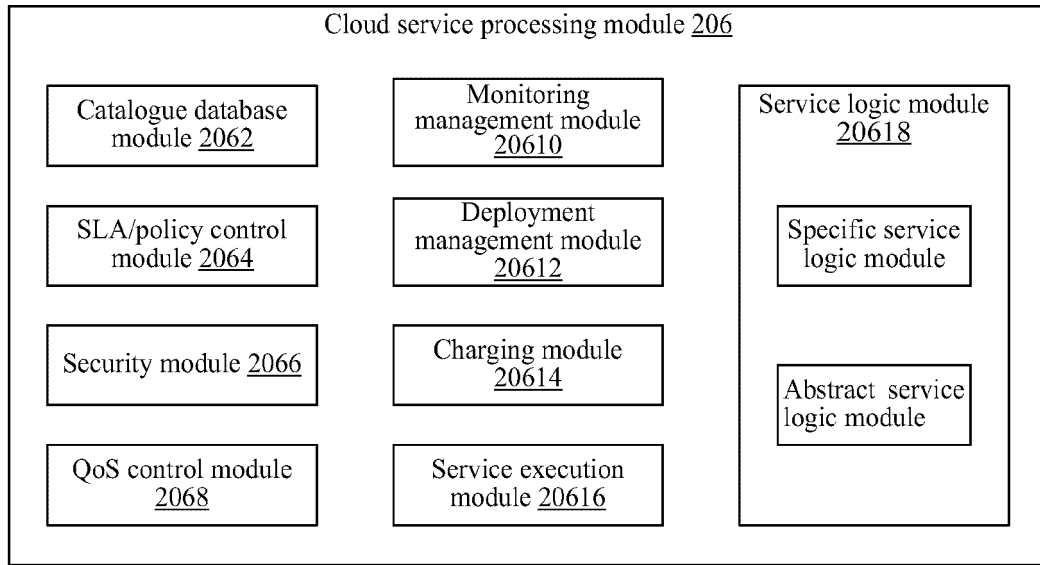 Cloud service processing module 206
Catalogue database
module 2062
SLA/policy control
module 2064
Security module 2066
QoS control module
2068
Monitoring
management module
20610
Deployment
management module
20612
Charging module
20614
Service execution
module 20616
Service logic module
20618
Specific service
logic module
Abstract service
logic module